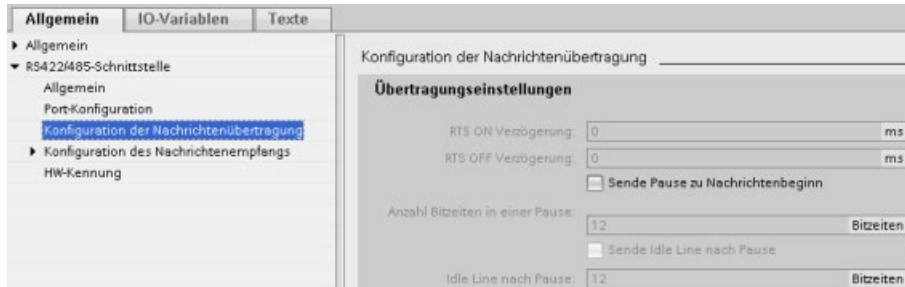 Allgemein
IO-Variablen
Texte
Allgemein
RS422/485-Schnittstelle
Allgemein
Port-Konfiguration
Konfiguration der Nachrichtenübertragung
Konfiguration des Nachrichtenempfangs
HW-Kennung
Konfiguration der Nachrichtenübertragung
Übertragungseinstellungen
RTS ON Verzögerung: 0 ms
RTS OFF Verzögerung: 0 ms
Sende Pause zu Nachrichtenbeginn
Anzahl Bitzeiten in einer Pause:
12 Bitzeiten
Sende Idle Line nach Pause
Idle Line nach Pause: 12 Bitzeiten